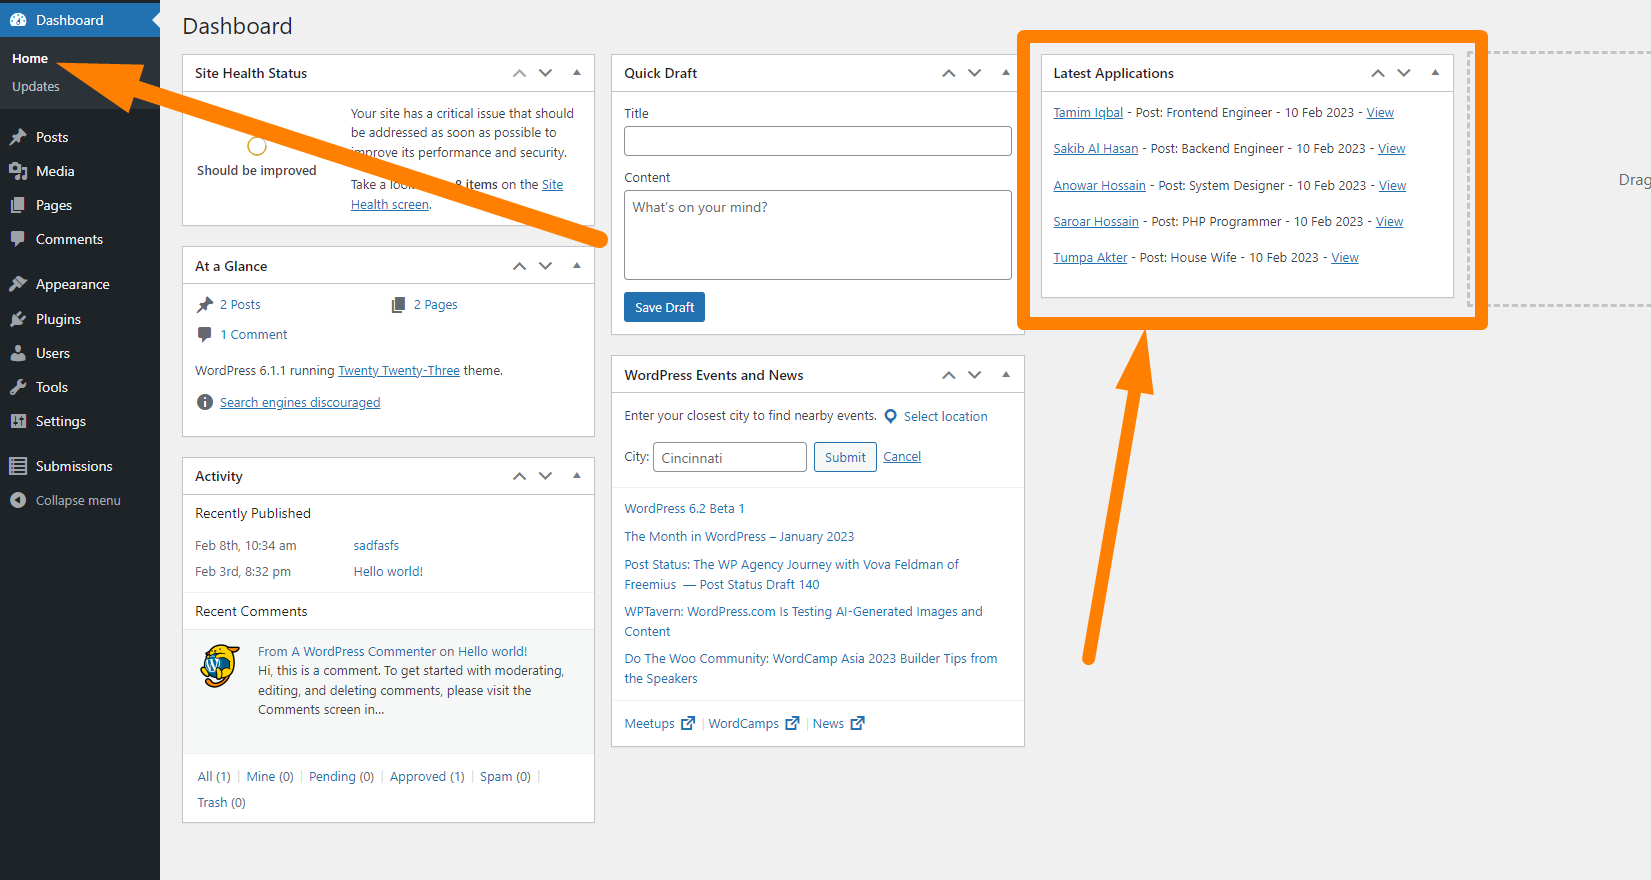 Dashboard
Home
Updates
Posts
Media
Pages
Comments
Appearance
Plugins
Users
Tools
Settings
Submissions
Collapse menu
Dashboard
Site Health Status
Should be improved
Your site has a critical issue that should
be addressed as soon as possible to
improve its performance and security.
Take a look 8 items on the Site
Health screen.
At a Glance
2 Posts
2 Pages
1 Comment
WordPress 6.1.1 running Twenty Twenty-Three theme.
Search engines discouraged
Activity
Recently Published
Feb 8th, 10:34 am sadfasfs
Feb 3rd, 8:32 pm Hello world!
Recent Comments
From A WordPress Commenter on Hello world!
Hi, this is a comment. To get started with moderating,
editing, and deleting comments, please visit the
Comments screen in...
All (1) | Mine (0) | Pending (0) | Approved (1) | Spam (0) |
Trash (0)
Quick Draft
Title
Content
What's on your mind?
Save Draft
WordPress Events and News
Enter your closest city to find nearby events. Select location
City: Cincinnati Submit Cancel
WordPress 6.2 Beta 1
The Month in WordPress – January 2023
Post Status: The WP Agency Journey with Vova Feldman of
Freemius — Post Status Draft 140
WPTavern: WordPress.com Is Testing AI-Generated Images and
Content
Do The Woo Community: WordCamp Asia 2023 Builder Tips from
the Speakers
Meetups | WordCamps | News
Latest Applications
Tamim Iqbal - Post: Frontend Engineer - 10 Feb 2023 - View
Sakib Al Hasan - Post: Backend Engineer - 10 Feb 2023 - View
Anowar Hossain - Post: System Designer - 10 Feb 2023 - View
Saroar Hossain - Post: PHP Programmer - 10 Feb 2023 - View
Tumpa Akter - Post: House Wife - 10 Feb 2023 - View
Drag